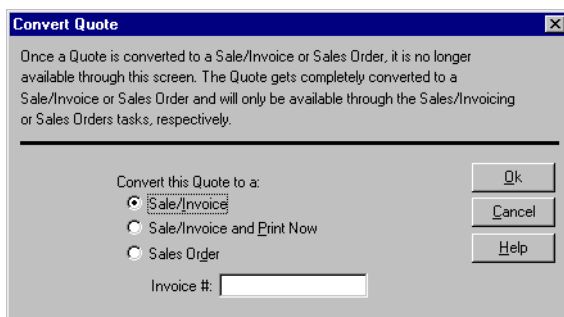 Convert Quote
Once a Quote is converted to a Sale/Invoice or Sales Order, it is no longer
available through this screen. The Quote gets completely converted to a
Sale/Invoice or Sales Order and will only be available through the Sales/Invoicing
or Sales Orders tasks, respectively.
Convert this Quote to a:
Sale/Invoice
Sale/Invoice and Print Now
Sales Order
Invoice #:
Ok
Cancel
Help